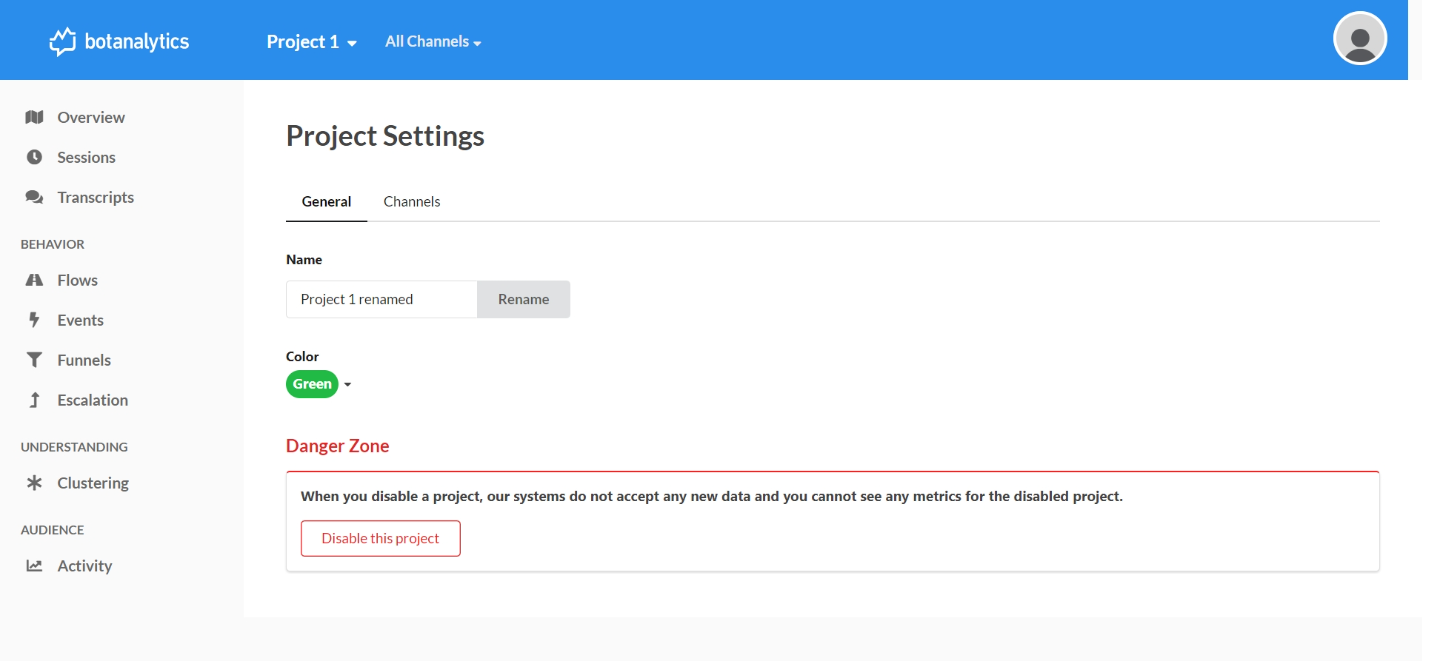 botanalytics
Project 1
All Channels
Overview
Sessions
Transcripts
BEHAVIOR
Flows
Events
Funnels
Escalation
UNDERSTANDING
Clustering
AUDIENCE
Activity
Project Settings
General Channels
Name
Project 1 renamed Rename
Color
Green
Danger Zone
When you disable a project, our systems do not accept any new data and you cannot see any metrics for the disabled project.
Disable this project